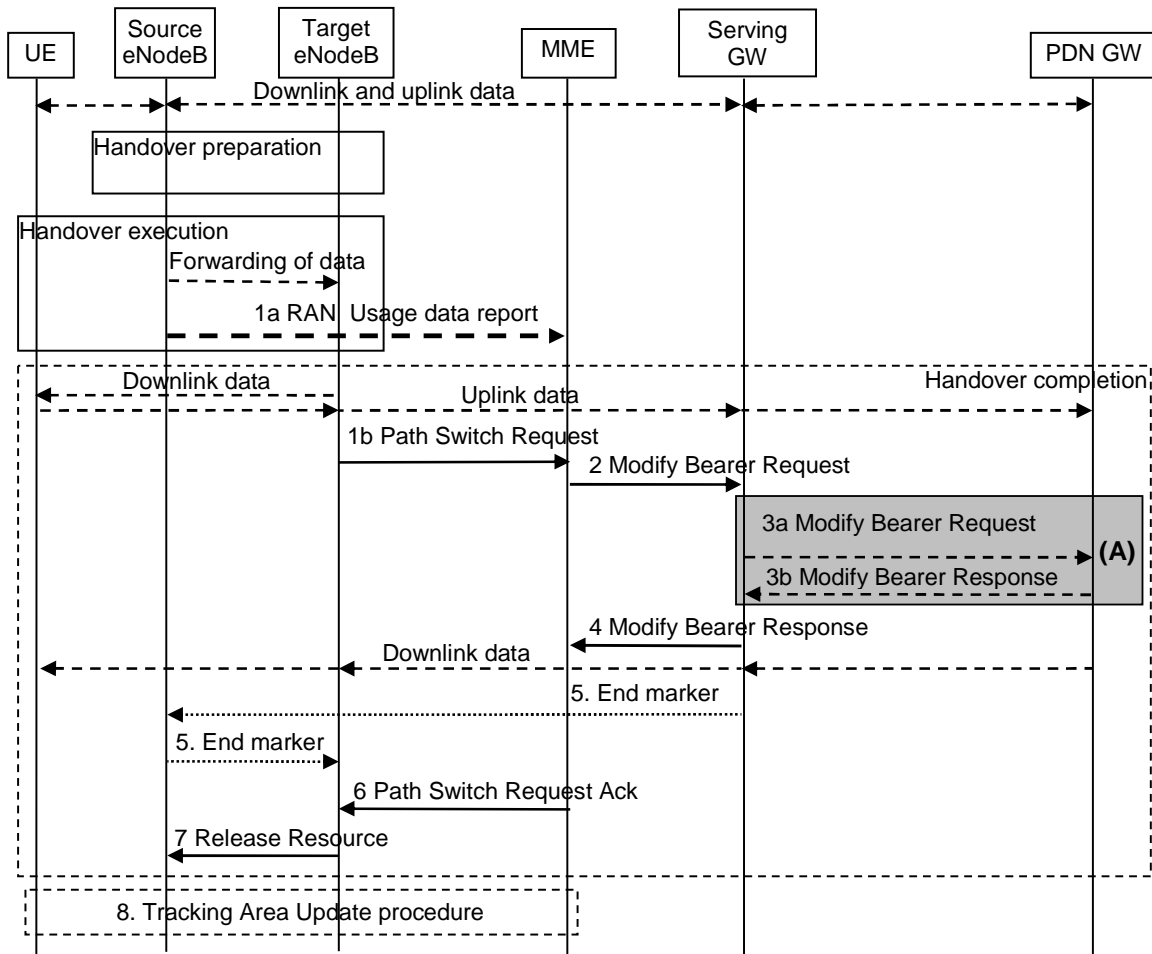 UE
Source
eNodeB
Target
eNodeB
MME
Serving
GW
PDN GW
Downlink and uplink data
Handover preparation
Handover execution
Forwarding of data
1a RAN Usage data report
Downlink data
Handover completion
Uplink data
1b Path Switch Request
2 Modify Bearer Request
3a Modify Bearer Request
(A)
3b Modify Bearer Response
4 Modify Bearer Response
Downlink data
5. End marker
5. End marker
6 Path Switch Request Ack
7 Release Resource
8. Tracking Area Update procedure